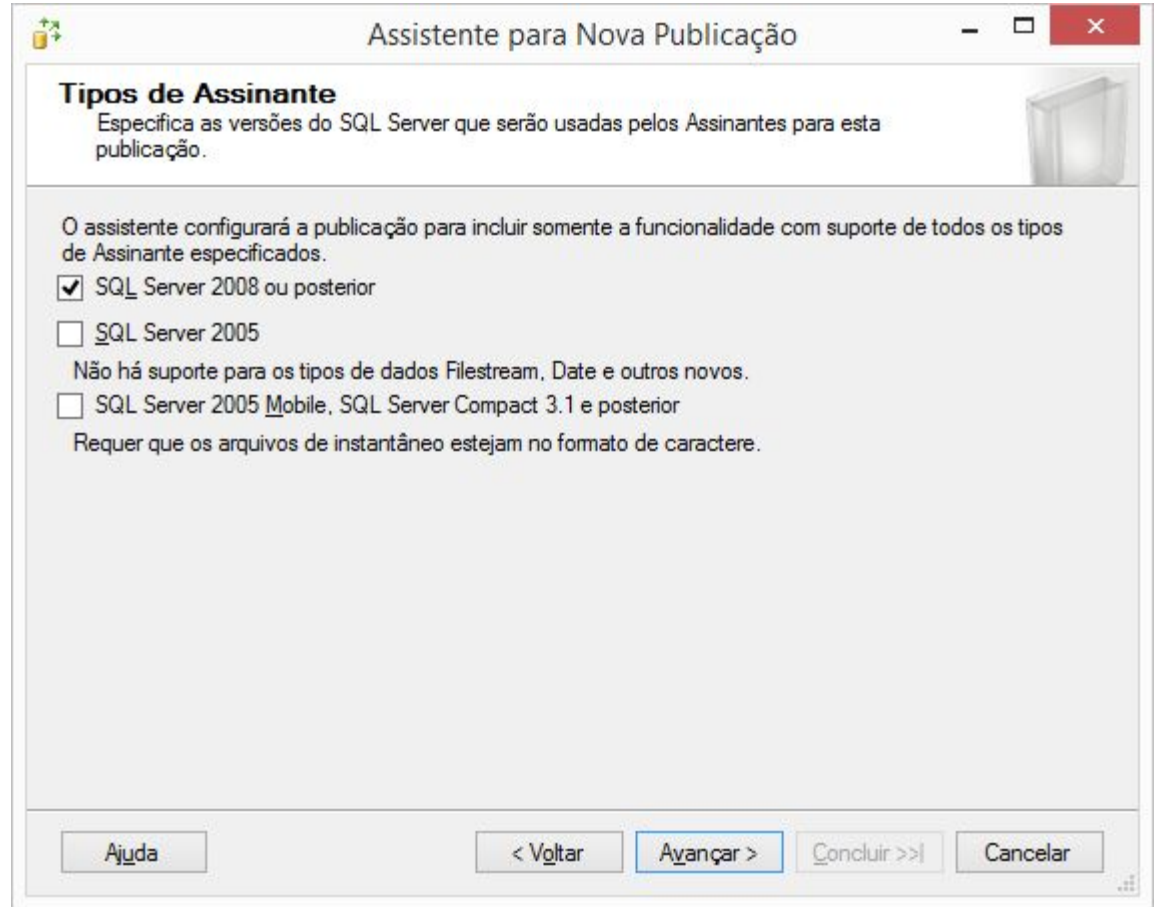 Assistente para Nova Publicação
Tipos de Assinante
Especifica as versões do SQL Server que serão usadas pelos Assinantes para esta
publicação.
O assistente configurará a publicação para incluir somente a funcionalidade com suporte de todos os tipos
de Assinante especificados.
SQL Server 2008 ou posterior
SQL Server 2005
Não há suporte para os tipos de dados Filestream, Date e outros novos.
SQL Server 2005 Mobile, SQL Server Compact 3.1 e posterior
Requer que os arquivos de instantâneo estejam no formato de caractere.
Ajuda
< Voltar
Avançar >
Concluir >>|
Cancelar